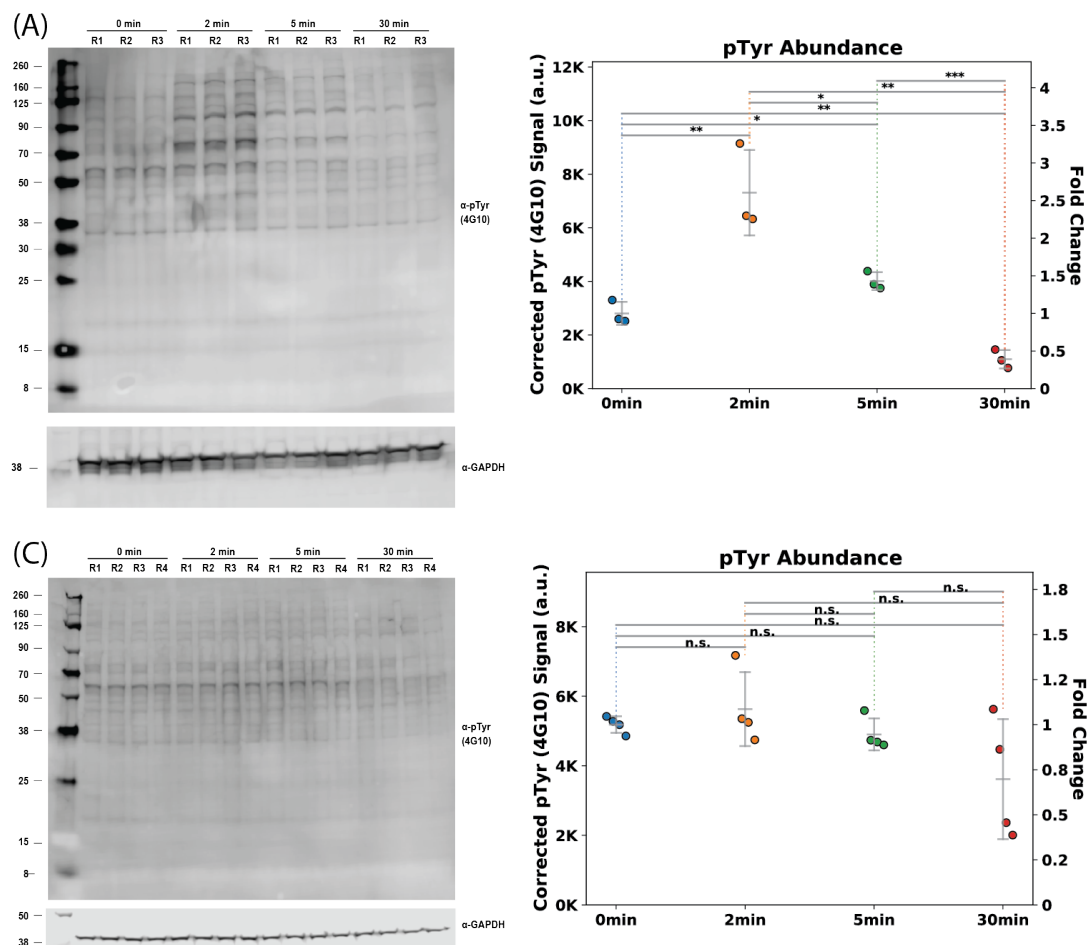 (A)
0 min 2 min 5 min 30 min
R1 R2 R3 R1 R2 R3 R1 R2 R3 R1 R2 R3
260
160
125
90
70
50
38
30
25
15
8
α-pTyr
(4G10)
38
α-GAPDH
pTyr Abundance
Corrected pTyr (4G10) Signal (a.u.)
12K
10K
8K
6K
4K
2K
0K
***
**
*
**
*
**
4
3.5
3
2.5
2
1.5
1
0.5
0
Fold Change
0min 2min 5min 30min
(C)
0 min 2 min 5 min 30 min
R1 R2 R3 R4 R1 R2 R3 R4 R1 R2 R3 R4 R1 R2 R3 R4
260
160
125
90
70
50
38
25
15
8
α-pTyr
(4G10)
50
38
α-GAPDH
pTyr Abundance
Corrected pTyr (4G10) Signal (a.u.)
8K
6K
4K
2K
0K
n.s.
n.s.
n.s.
n.s.
n.s.
n.s.
1.8
1.5
1.2
1
0.8
0.5
0.2
0
Fold Change
0min 2min 5min 30min